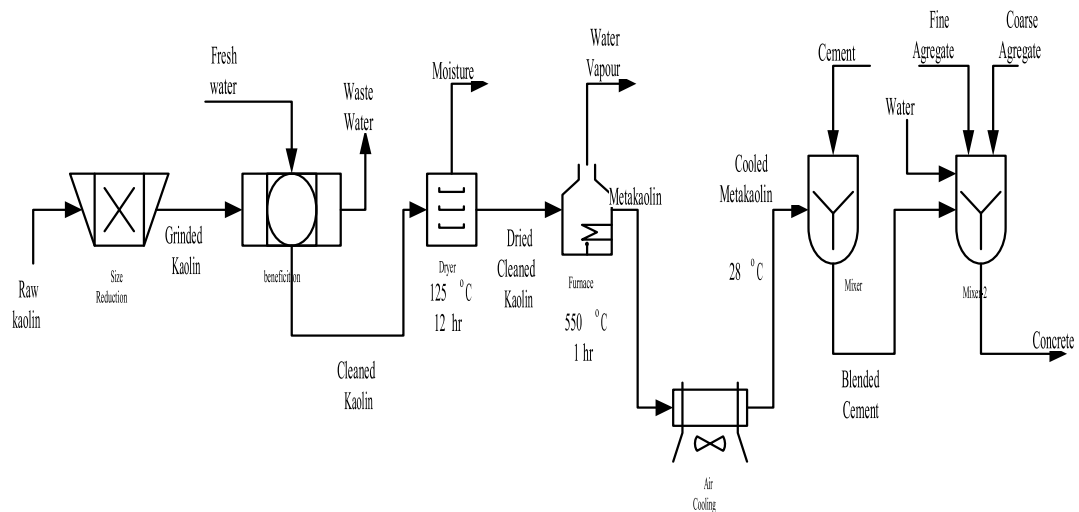 Raw
kaolin
Size
Reduction
Grinded
Kaolin
Fresh
water
beneficition
Waste
Water
Cleaned
Kaolin
Moisture
Dryer
125 °C
12 hr
Dried
Cleaned
Kaolin
Water
Vapour
Furnace
550 °C
1 hr
Metakaolin
Air
Cooling
28 °C
Cooled
Metakaolin
Cement
Mixer
Blended
Cement
Water
Fine
Agregate
Coarse
Agregate
Mixer-2
Concrete